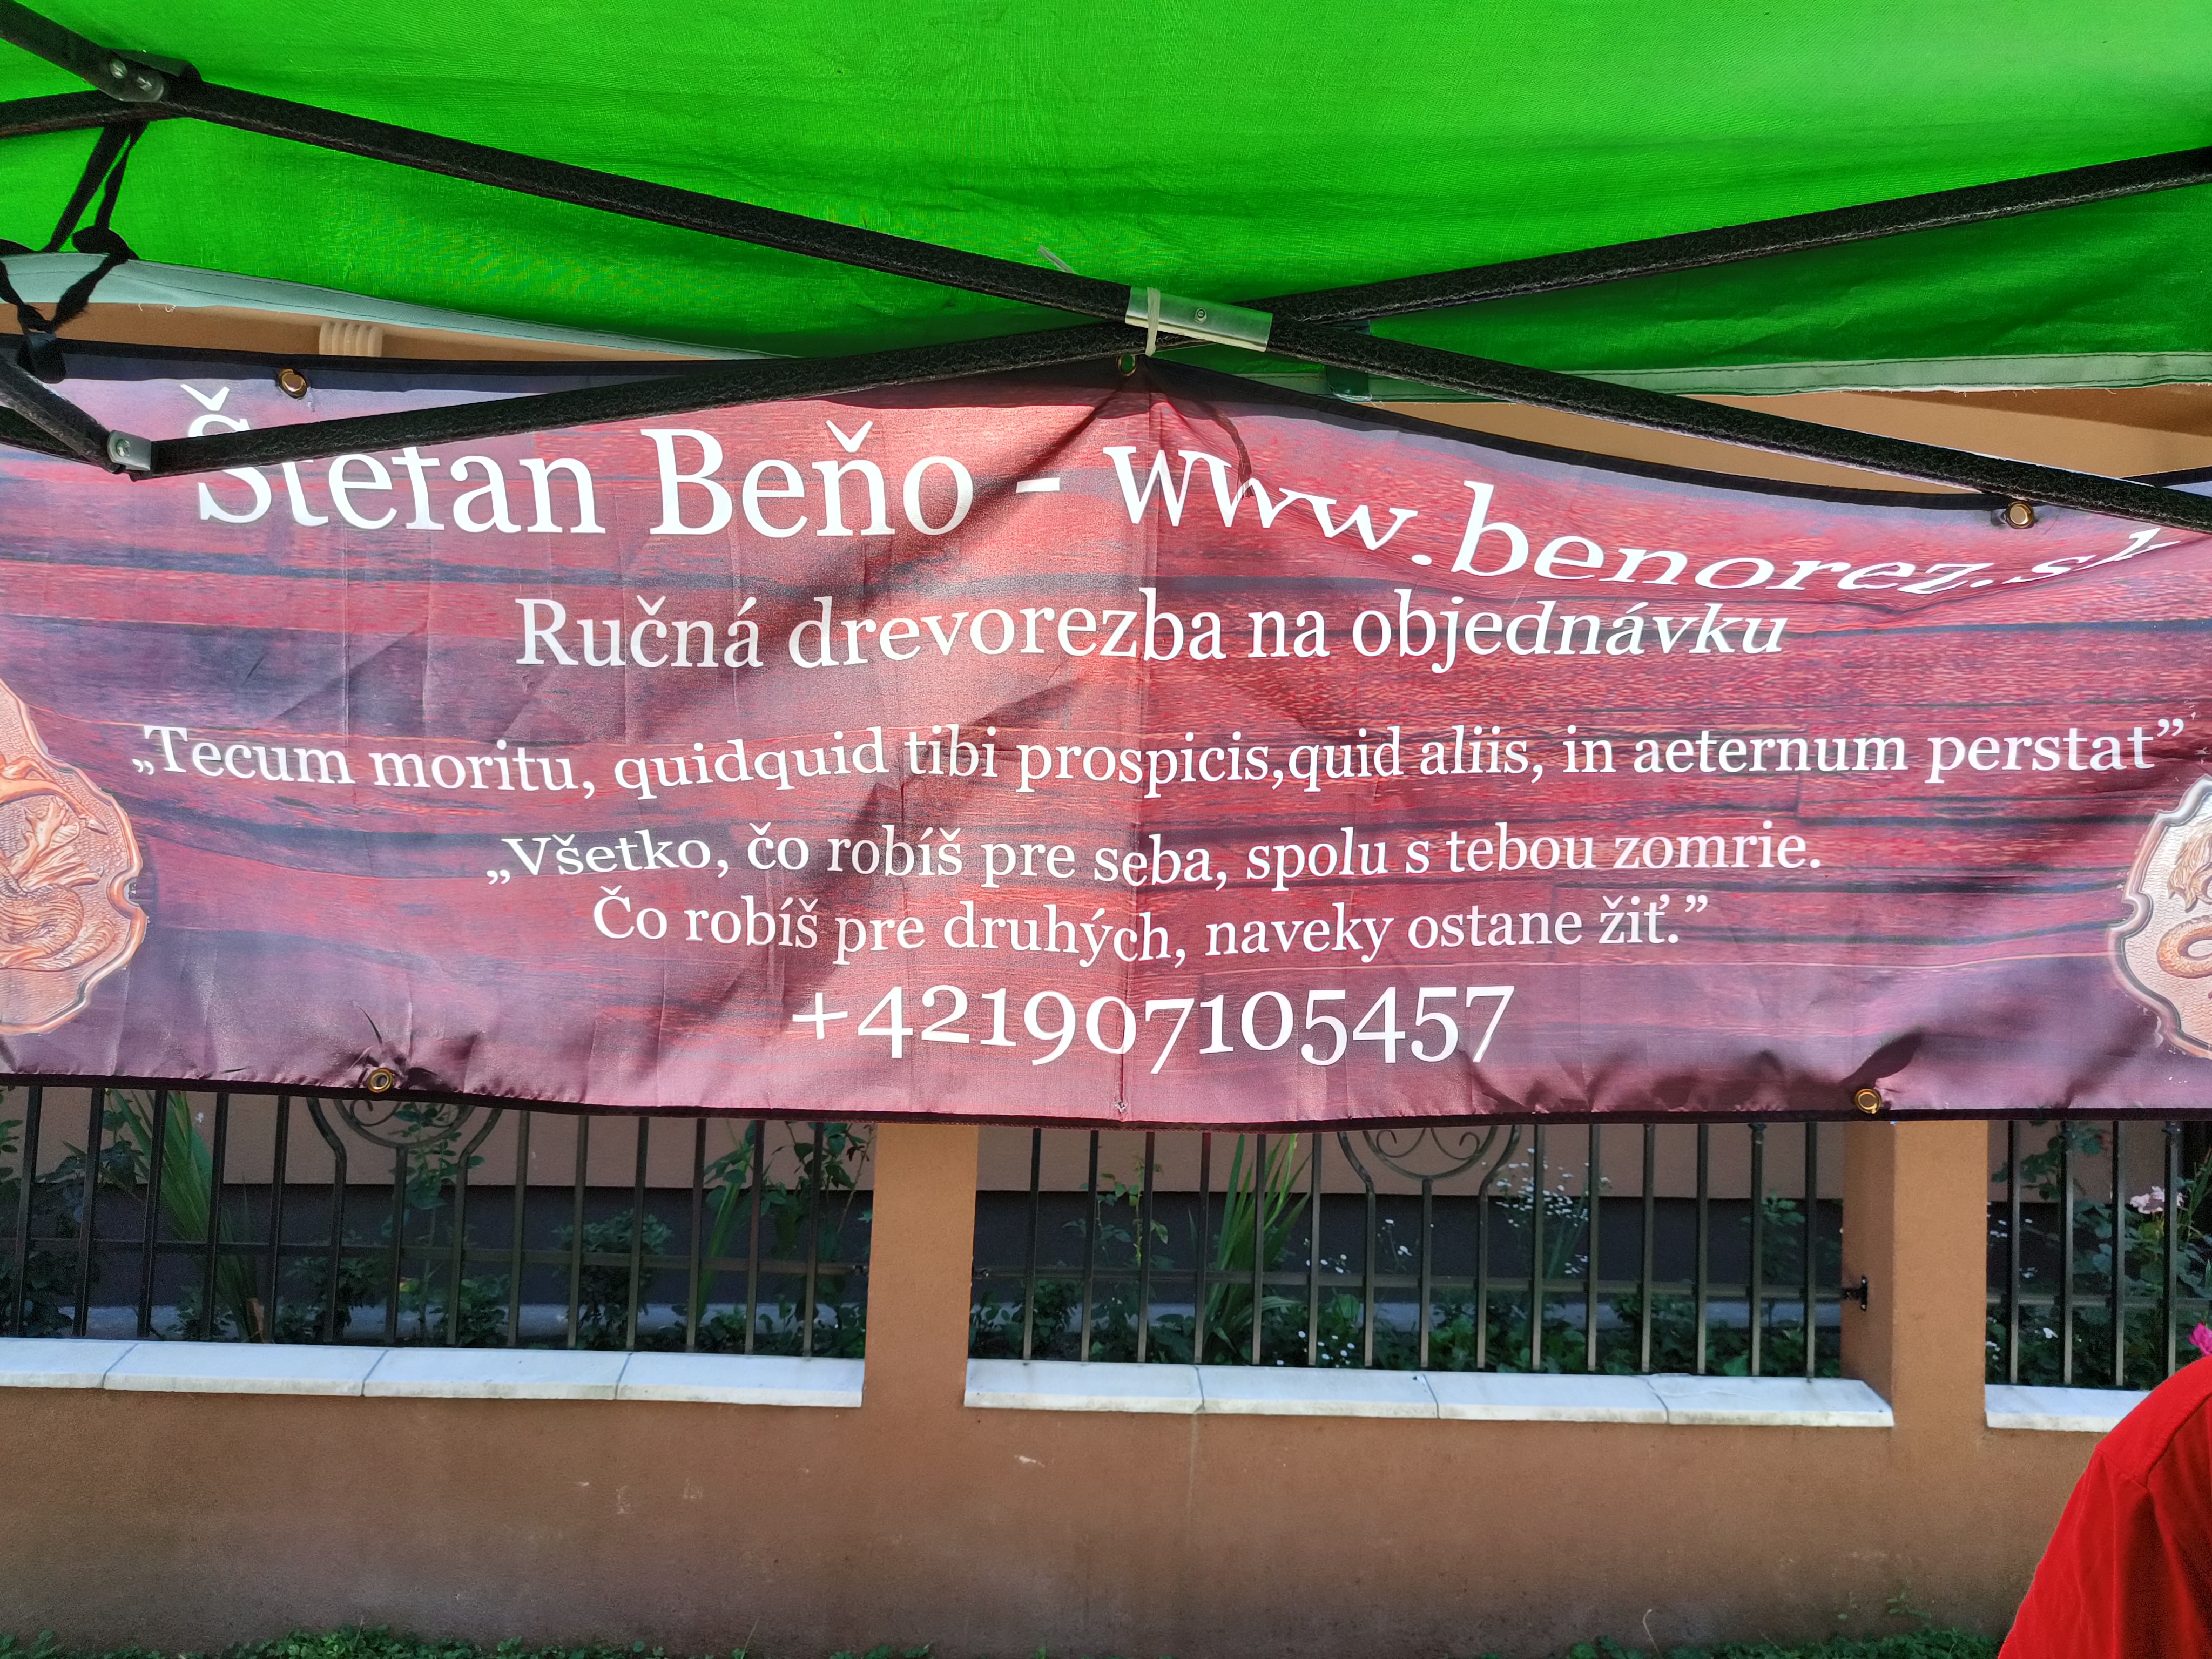 Štefan Beňo - www.benorez.sk
Ručná drevorezba na objednávku
„Tecum moritu, quidquid tibi prospicis,quid aliis, in aeternum perstat”
„Všetko, čo robíš pre seba, spolu s tebou zomrie.
Čo robíš pre druhých, naveky ostane žiť.”
+421907105457